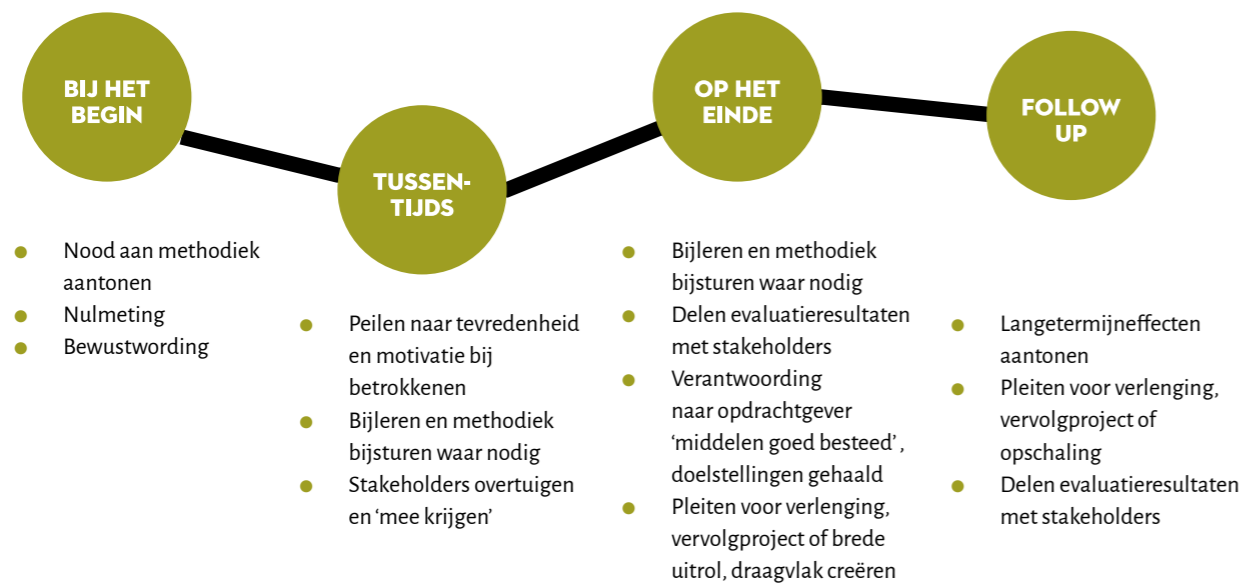 BIJ HET
BEGIN
Nood aan methodiek
aantonen
Nulmeting
Bewustwording
TUSSEN-
TIJDS
Peilen naar tevredenheid
en motivatie bij
betrokkenen
Bijleren en methodiek
bijsturen waar nodig
Stakeholders overtuigen
en ‘mee krijgen’
OP HET
EINDE
Bijleren en methodiek
bijsturen waar nodig
Delen evaluatieresultaten
met stakeholders
Verantwoording
naar opdrachtgever
‘middelen goed besteed’ ,
doelstellingen gehaald
Pleiten voor verlenging,
vervolgproject of brede
uitrol, draagvlak creëren
FOLLOW
UP
Langetermijneffecten
aantonen
Pleiten voor verlenging,
vervolgproject of
opschaling
Delen evaluatieresultaten
met stakeholders